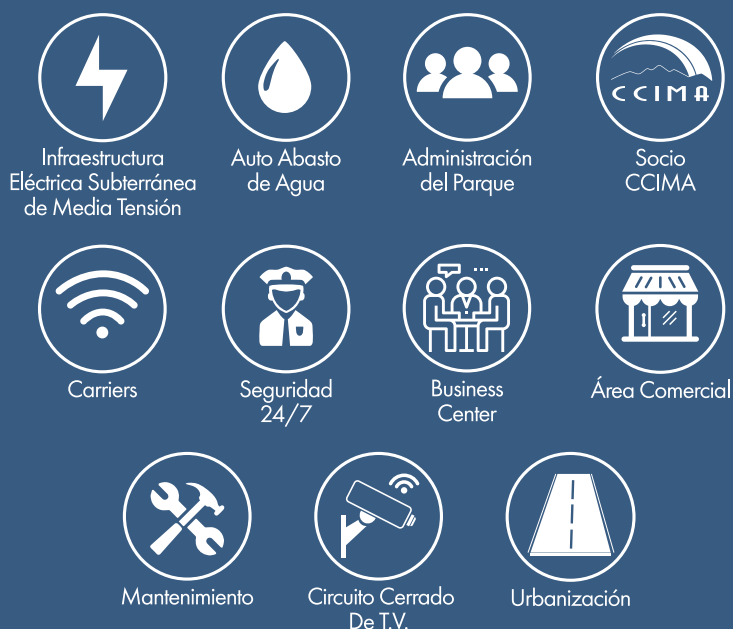 CCIMA
Infraestructura
Eléctrica Subterránea
de Media Tensión
Auto Abasto
de Agua
Administración
del Parque
Socio
CCIMA
Carriers
Seguridad
24/7
Business
Center
Área Comercial
Mantenimiento
Circuito Cerrado
De T.V.
Urbanización